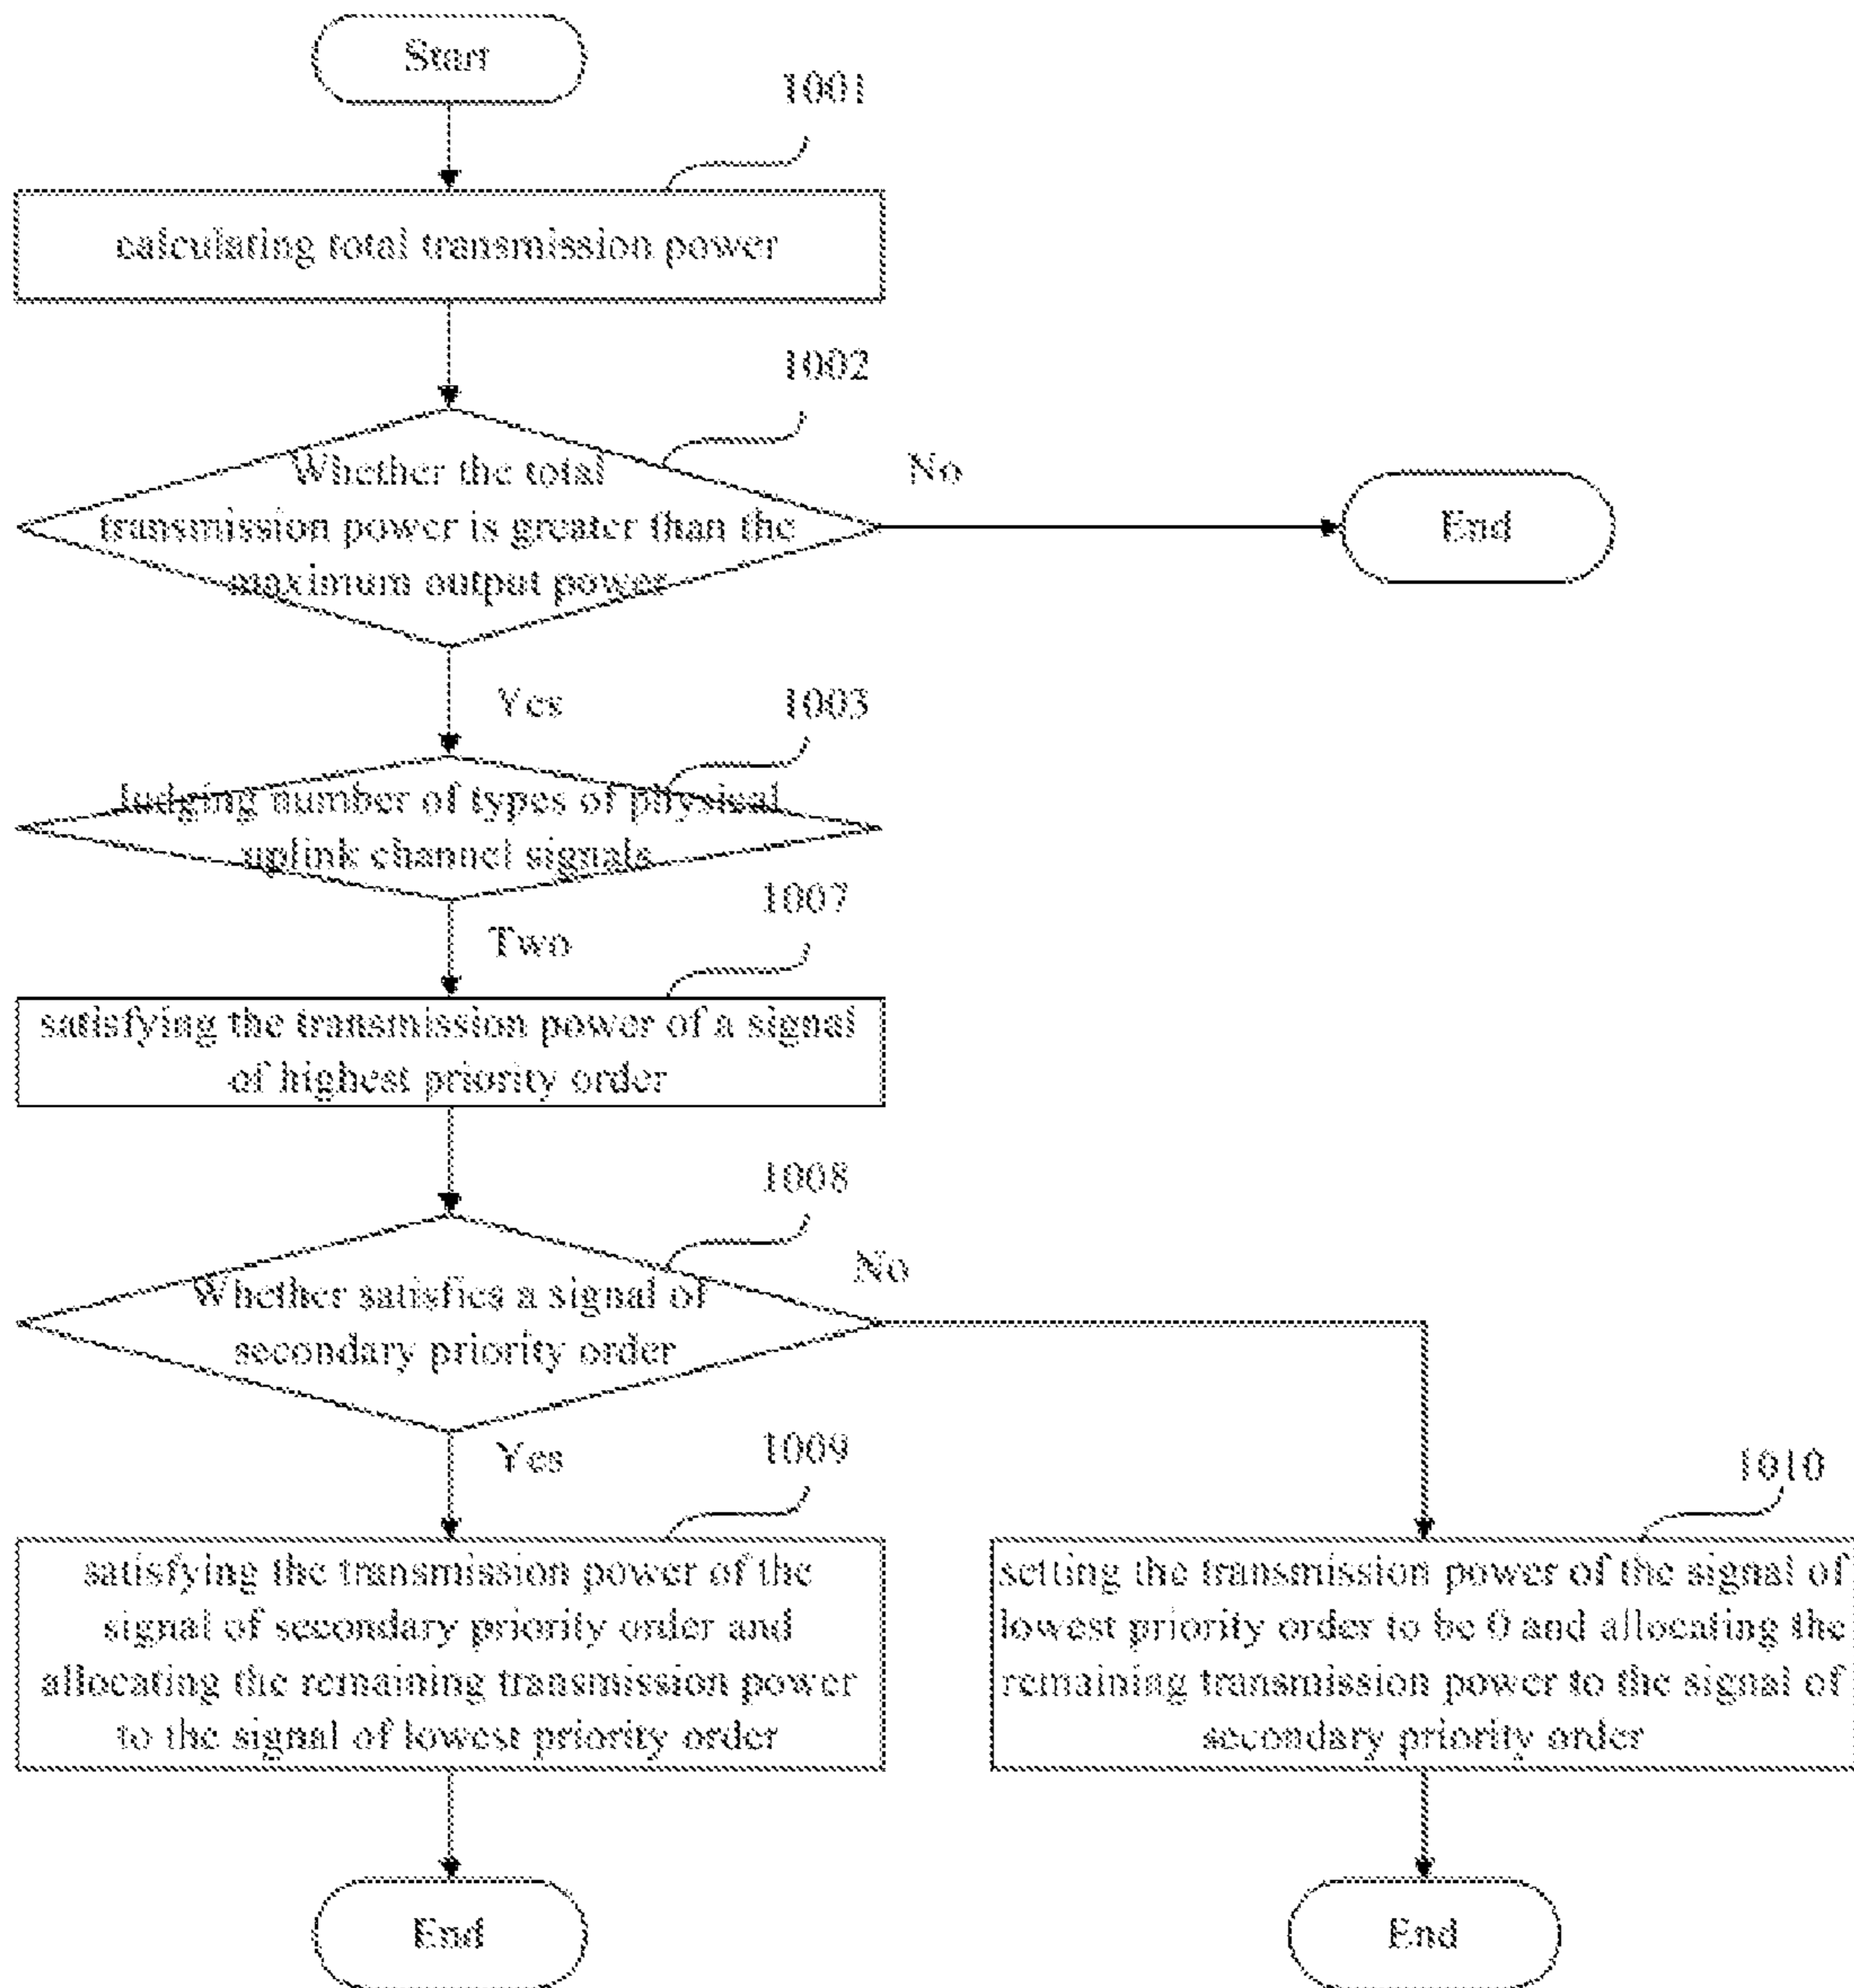 Start
1001
calculating total transmission power
1002
Whether the total
transmission power is greater than the
maximum output power
No
End
Yes
1003
Judging number of types of physical
uplink channel signals
1007
Two
satisfying the transmission power of a signal
of highest priority order
1008
Whether satisfies a signal of
secondary priority order
No
Yes
1009
1010
satisfying the transmission power of the
signal of secondary priority order and
allocating the remaining transmission power
to the signal of lowest priority order
setting the transmission power of the signal of
lowest priority order to be 0 and allocating the
remaining transmission power to the signal of
secondary priority order
End
End